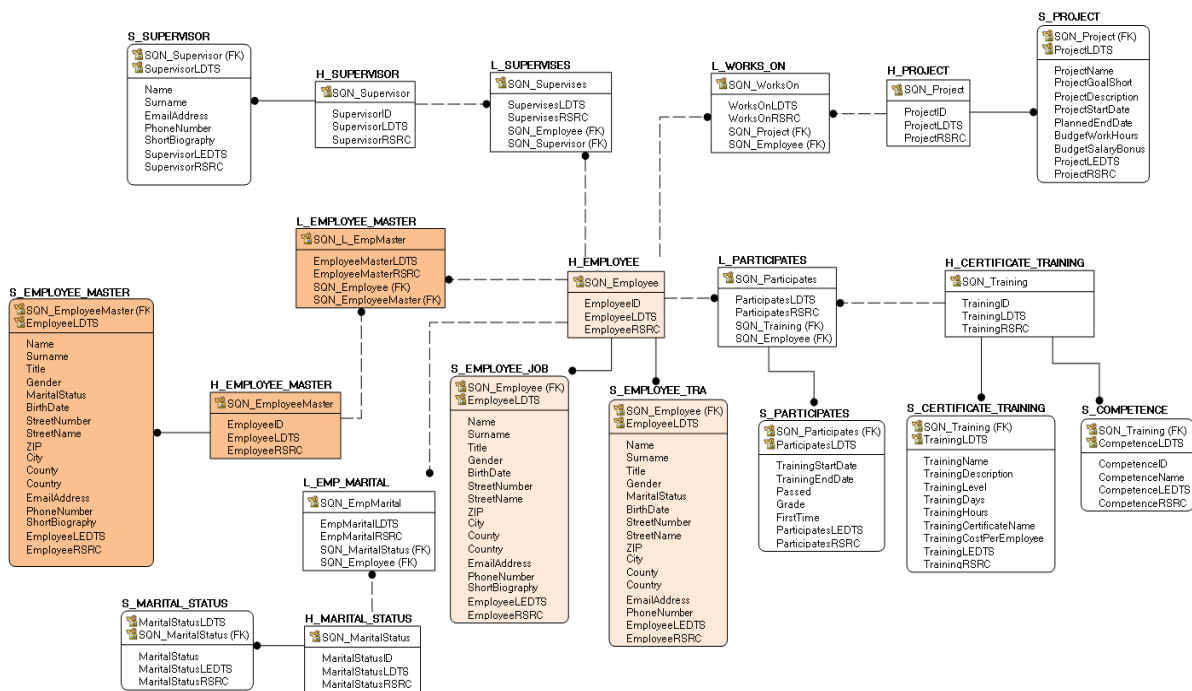 S_SUPERVISOR
SQN_Supervisor (FK)
SupervisorLDTS
Name
Surname
EmailAddress
PhoneNumber
ShortBiography
SupervisorLEDTS
SupervisorRSRC
H_SUPERVISOR
SQN_Supervisor
SupervisorID
SupervisorLDTS
SupervisorRSRC
L_SUPERVISES
SQN_Supervises
SupervisesLDTS
SupervisesRSRC
SQN_Employee (FK)
SQN_Supervisor (FK)
L_WORKS_ON
SQN_WorksOn
WorksOnLDTS
WorksOnRSRC
SQN_Project (FK)
SQN_Employee (FK)
H_PROJECT
SQN_Project
ProjectID
ProjectLDTS
ProjectRSRC
S_PROJECT
SQN_Project (FK)
ProjectLDTS
ProjectName
ProjectGoalShort
ProjectDescription
ProjectStartDate
PlannedEndDate
BudgetWorkHours
BudgetSalaryBonus
ProjectLEDTS
ProjectRSRC
L_EMPLOYEE_MASTER
SQN_L_EmpMaster
EmployeeMasterLDTS
EmployeeMasterRSRC
SQN_Employee (FK)
SQN_EmployeeMaster (FK)
H_EMPLOYEE
SQN_Employee
EmployeeID
EmployeeLDTS
EmployeeRSRC
L_PARTICIPATES
SQN_Participates
ParticipatesLDTS
ParticipatesRSRC
SQN_Training (FK)
SQN_Employee (FK)
H_CERTIFICATE_TRAINING
SQN_Training
TrainingID
TrainingLDTS
TrainingRSRC
S_EMPLOYEE_MASTER
SQN_EmployeeMaster (FK
EmployeeLDTS
Name
Surname
Title
Gender
MaritalStatus
BirthDate
StreetNumber
StreetName
ZIP
City
County
Country
EmailAddress
PhoneNumber
ShortBiography
EmployeeLEDTS
EmployeeRSRC
H_EMPLOYEE_MASTER
SQN_EmployeeMaster
EmployeeID
EmployeeLDTS
EmployeeRSRC
S_EMPLOYEE_JOB
SQN_Employee (FK)
EmployeeLDTS
Name
Surname
Title
Gender
BirthDate
StreetNumber
StreetName
ZIP
City
County
Country
EmailAddress
PhoneNumber
ShortBiography
EmployeeLEDTS
EmployeeRSRC
S_EMPLOYEE_TRA
SQN_Employee (FK)
EmployeeLDTS
Name
Surname
Title
Gender
MaritalStatus
BirthDate
StreetNumber
StreetName
ZIP
City
County
Country
EmailAddress
PhoneNumber
EmployeeLEDTS
EmployeeRSRC
S_PARTICIPATES
SQN_Participates (FK)
ParticipatesLDTS
TrainingStartDate
TrainingEndDate
Passed
Grade
FirstTime
ParticipatesLEDTS
ParticipatesRSRC
S_CERTIFICATE_TRAINING
SQN_Training (FK)
TrainingLDTS
TrainingName
TrainingDescription
TrainingLevel
TrainingDays
TrainingHours
TrainingCertificateName
TrainingCostPerEmployee
TrainingLEDTS
TrainingRSRC
S_COMPETENCE
SQN_Training (FK)
CompetenceLDTS
CompetenceID
CompetenceName
CompetenceLEDTS
CompetenceRSRC
L_EMP_MARITAL
SQN_EmpMarital
EmpMaritalLDTS
EmpMaritalRSRC
SQN_MaritalStatus (FK)
SQN_Employee (FK)
S_MARITAL_STATUS
MaritalStatusLDTS
SQN_MaritalStatus (FK)
MaritalStatus
MaritalStatusLEDTS
MaritalStatusRSRC
H_MARITAL_STATUS
SQN_MaritalStatus
MaritalStatusID
MaritalStatusLDTS
MaritalStatusRSRC